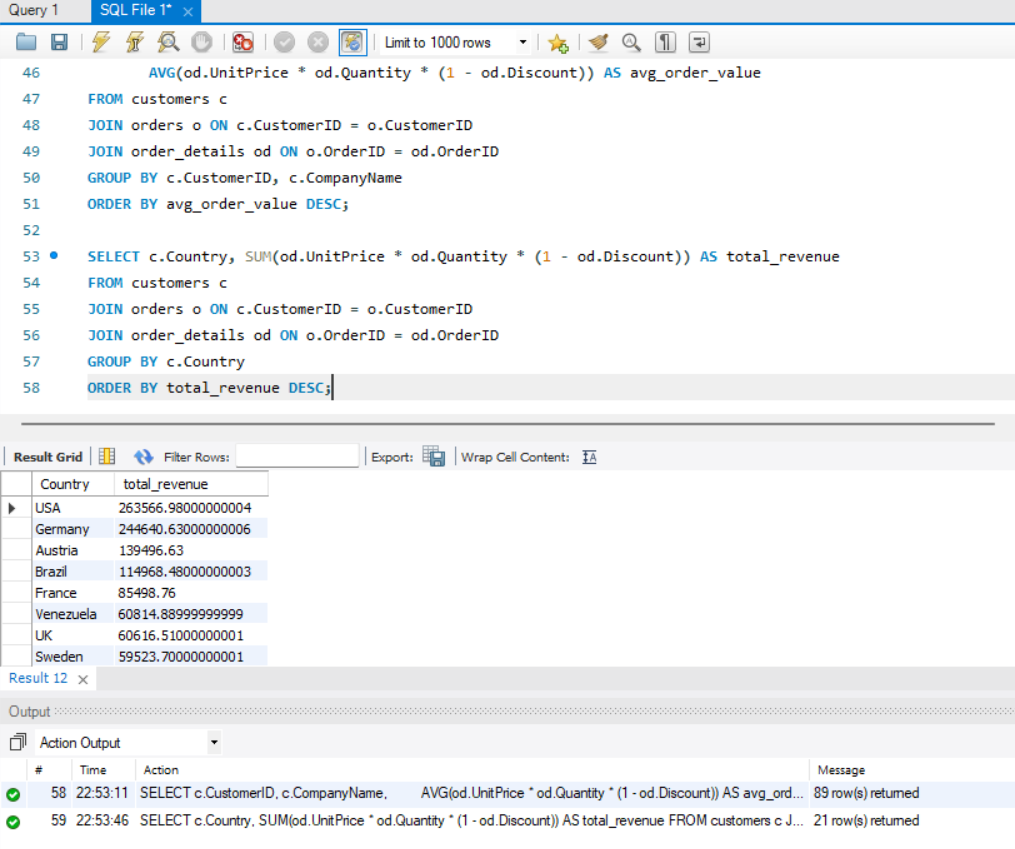 Query 1 SQL File 1* ×
Limit to 1000 rows
46 AVG(od.UnitPrice * od.Quantity * (1 - od.Discount)) AS avg_order_value
47 FROM customers c
48 JOIN orders o ON c.CustomerID = o.CustomerID
49 JOIN order_details od ON o.OrderID = od.OrderID
50 GROUP BY c.CustomerID, c.CompanyName
51 ORDER BY avg_order_value DESC;
52
53 SELECT c.Country, SUM(od.UnitPrice * od.Quantity * (1 - od.Discount)) AS total_revenue
54 FROM customers c
55 JOIN orders o ON c.CustomerID = o.CustomerID
56 JOIN order_details od ON o.OrderID = od.OrderID
57 GROUP BY c.Country
58 ORDER BY total_revenue DESC;
Result Grid Filter Rows: Export: Wrap Cell Content: IA
Country total_revenue
USA 263566.98000000004
Germany 244640.63000000006
Austria 139496.63
Brazil 114968.48000000003
France 85498.76
Venezuela 60814.88999999999
UK 60616.51000000001
Sweden 59523.70000000001
Result 12 ×
Output
Action Output
# Time Action Message
58 22:53:11 SELECT c.CustomerID, c.CompanyName, AVG(od.UnitPrice * od.Quantity * (1 - od.Discount)) AS avg_ord... 89 row(s) returned
59 22:53:46 SELECT c.Country, SUM(od.UnitPrice * od.Quantity * (1 - od.Discount)) AS total_revenue FROM customers c J... 21 row(s) returned